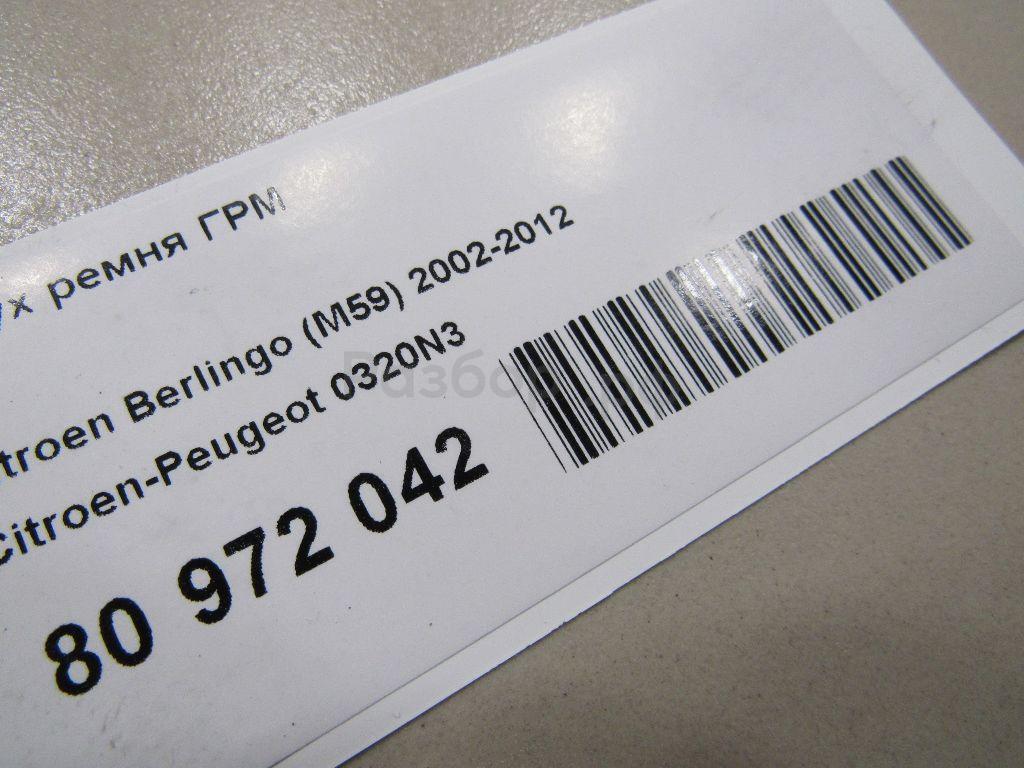 ух ремня ГРМ
troen Berlingo (M59) 2002-2012
Citroen-Peugeot 0320N3
80 972 042